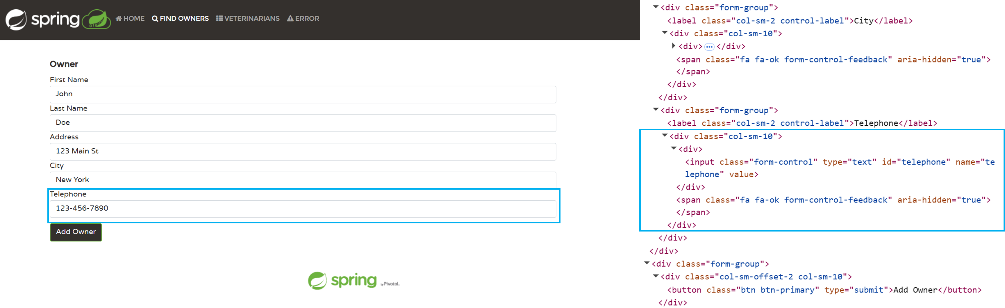 spring
HOME
FIND OWNERS
VETERINARIANS
ERROR
Owner
First Name
John
Last Name
Doe
Address
123 Main St
City
New York
Telephone
123-456-7890
Add Owner
spring
by Pivotal.
<div class="form-group">
<label class="col-sm-2 control-label">City</label>
<div class="col-sm-10">
<div>⋯</div>
<span class="fa fa-ok form-control-feedback" aria-hidden="true">
</span>
</div>
</div>
<div class="form-group">
<label class="col-sm-2 control-label">Telephone</label>
<div class="col-sm-10">
<div>
<input class="form-control" type="text" id="telephone" name="te
lephone" value>
</div>
<span class="fa fa-ok form-control-feedback" aria-hidden="true">
</span>
</div>
</div>
</div>
<div class="form-group">
<div class="col-sm-offset-2 col-sm-10">
<button class="btn btn-primary" type="submit">Add Owner</button>
</div>